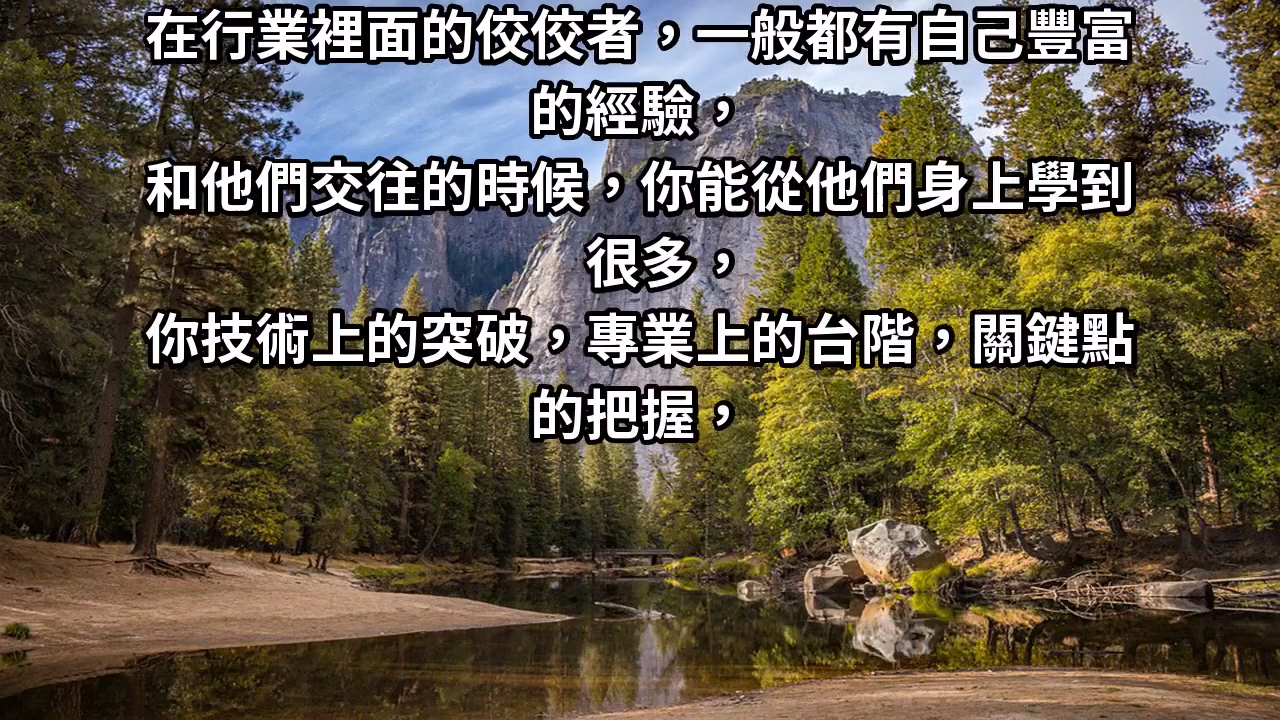 在行業裡面的佼佼者，一般都有自己豐富
的經驗，
和他們交往的時候，你能從他們身上學到
很多，
你技術上的突破，專業上的台階，關鍵點
的把握，